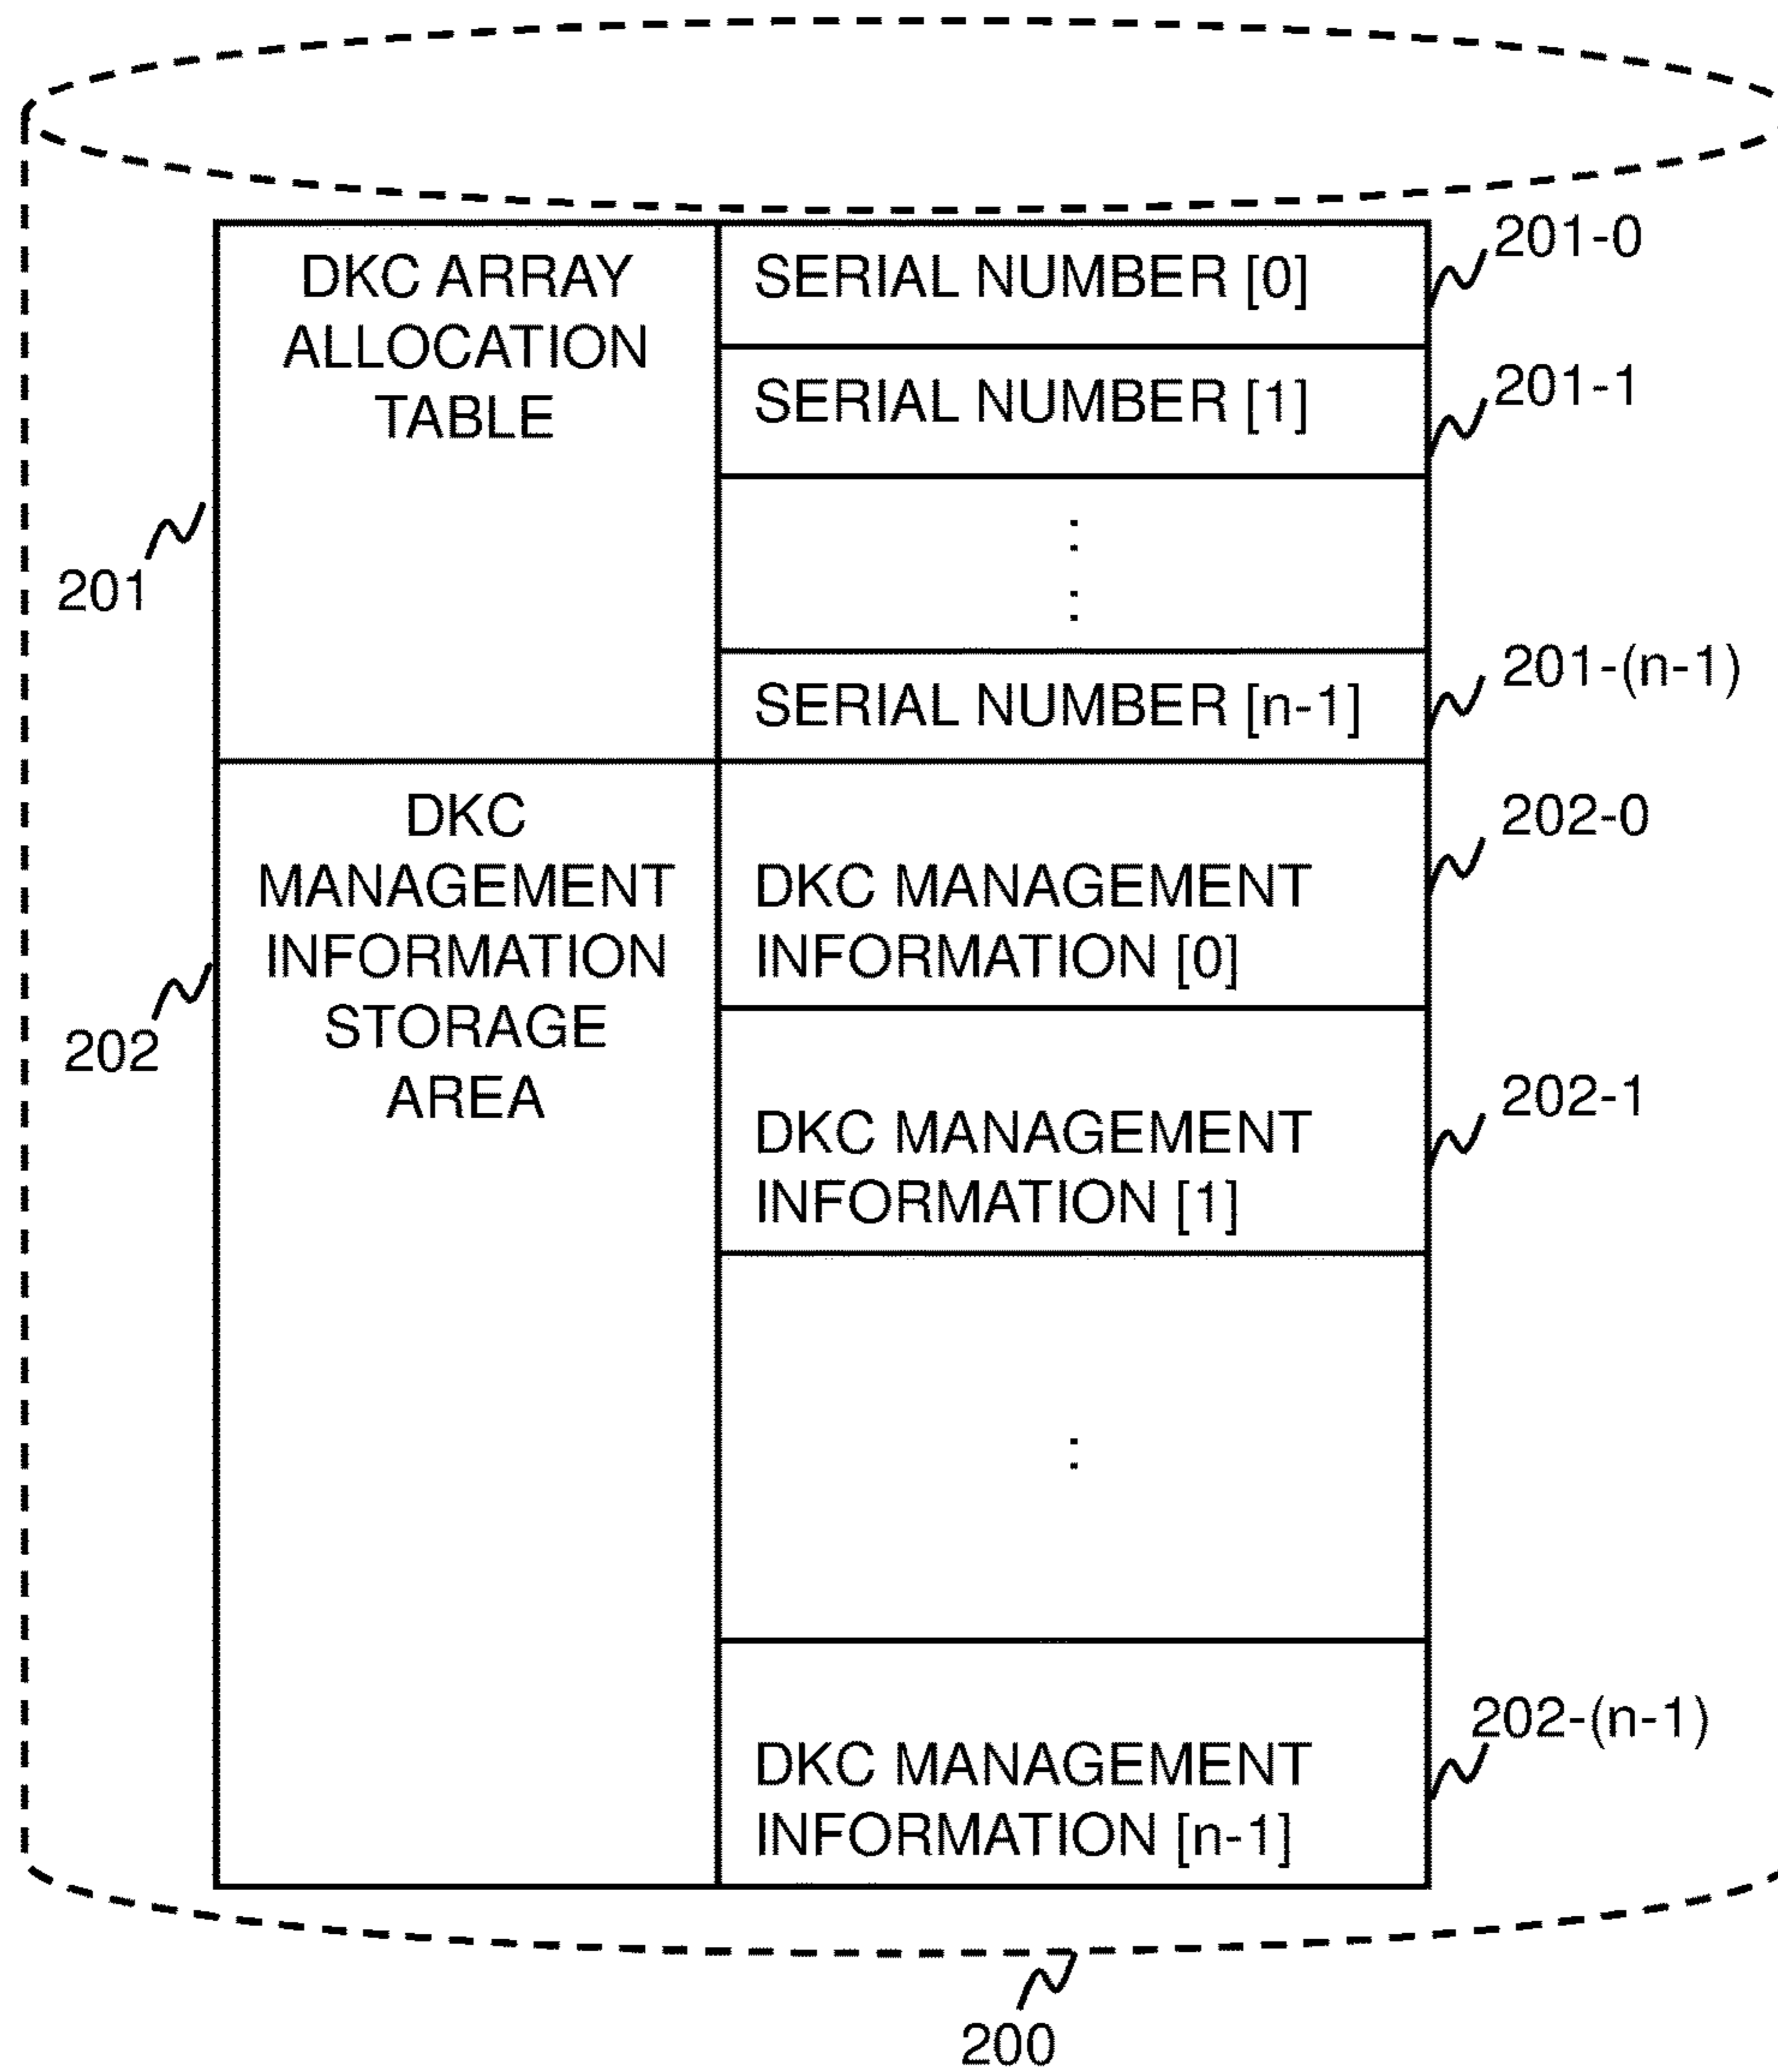 DKC ARRAY
ALLOCATION
TABLE
SERIAL NUMBER [0]
201-0
SERIAL NUMBER [1]
201-1
:
:
201
SERIAL NUMBER [n-1]
201-(n-1)
DKC
MANAGEMENT
INFORMATION
STORAGE
AREA
202
DKC MANAGEMENT
INFORMATION [0]
202-0
DKC MANAGEMENT
INFORMATION [1]
202-1
:
DKC MANAGEMENT
INFORMATION [n-1]
202-(n-1)
200